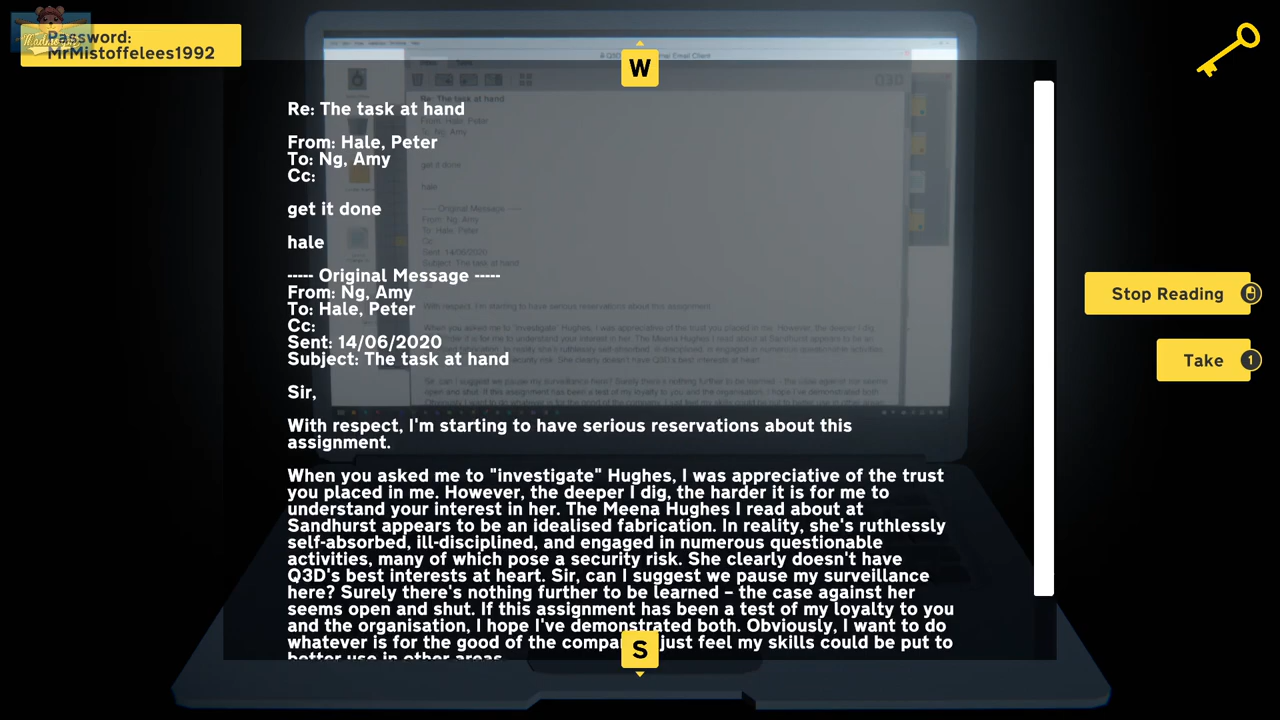 Password:
MrMistoffelees1992
W
Re: The task at hand
From: Hale, Peter
To: Ng, Amy
Cc:
get it done
hale
----- Original Message -----
From: Ng, Amy
To: Hale, Peter
Cc:
Sent: 14/06/2020
Subject: The task at hand
Sir,
With respect, I'm starting to have serious reservations about this
assignment.
When you asked me to "investigate" Hughes, I was appreciative of the trust
you placed in me. However, the deeper I dig, the harder it is for me to
understand your interest in her. The Meena Hughes I read about at
Sandhurst appears to be an idealised fabrication. In reality, she's ruthlessly
self-absorbed, ill-disciplined, and engaged in numerous questionable
activities, many of which pose a security risk. She clearly doesn't have
Q3D's best interests at heart. Sir, can I suggest we pause my surveillance
here? Surely there's nothing further to be learned – the case against her
seems open and shut. If this assignment has been a test of my loyalty to you
and the organisation, I hope I've demonstrated both. Obviously, I want to do
whatever is for the good of the just feel my skills could be put to
better use in other areas.
S
Stop Reading
Take 1